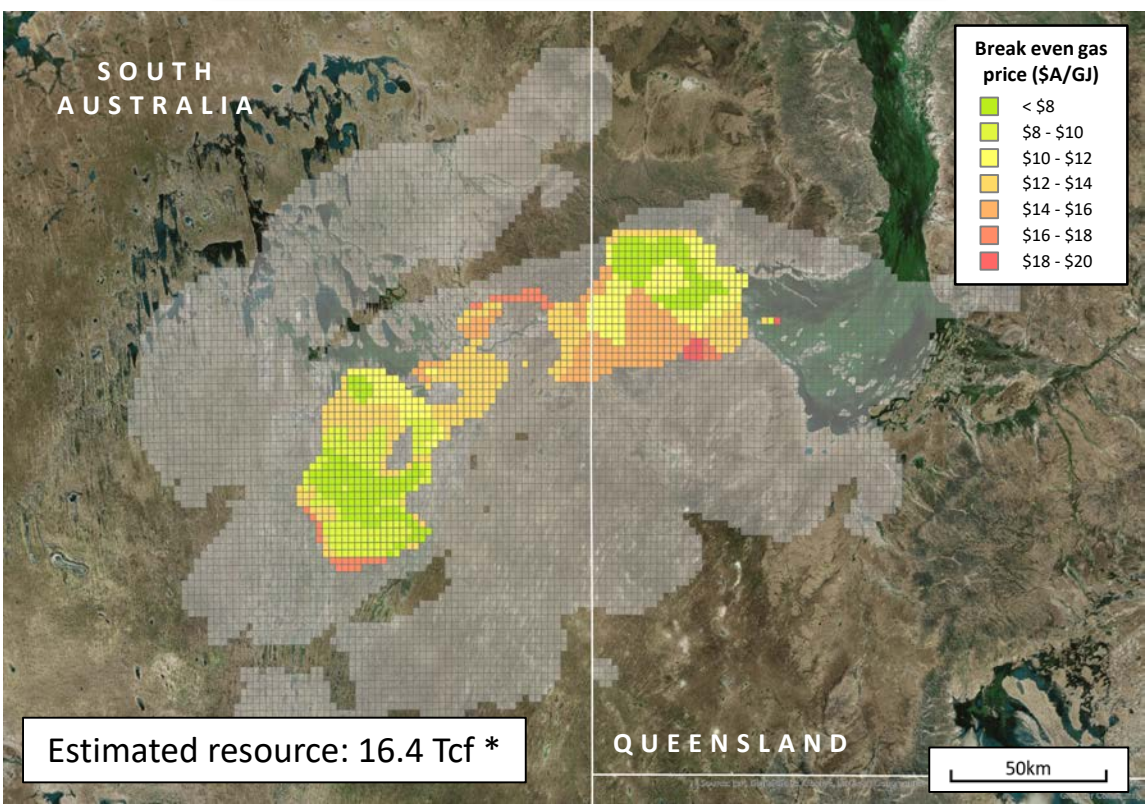 SOUTH
AUSTRALIA
Break even gas
price ($A/GJ)
< $8
$8 - $10
$10 - $12
$12 - $14
$14 - $16
$16 - $18
$18 - $20
Estimated resource: 16.4 Tcf *
QUEENSLAND
50km